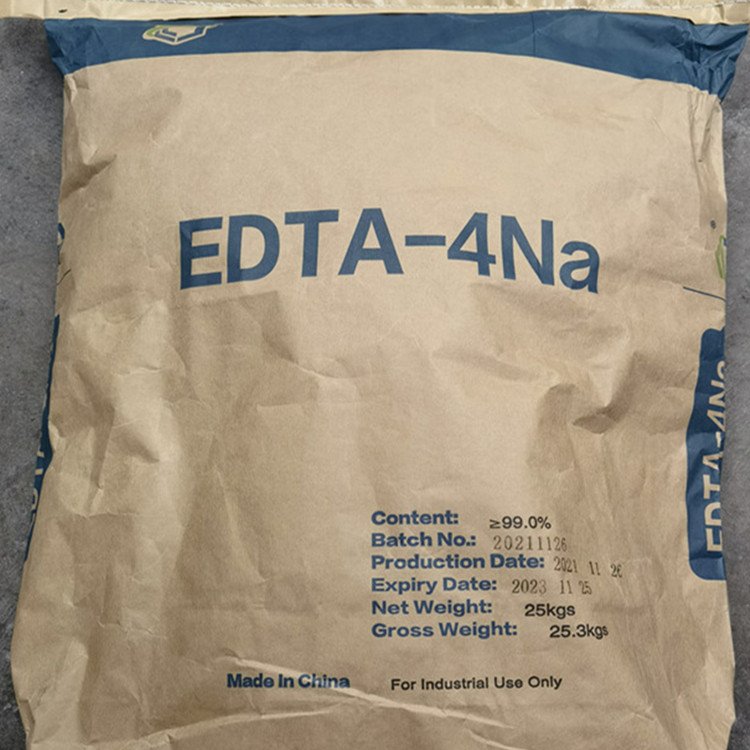 EDTA-4Na
EDTA-4Na
Content: ≥99.0%
Batch No.: 20211126
Production Date: 2021 11 26
Expiry Date: 2023 11 25
Net Weight: 25kgs
Gross Weight: 25.3kgs
Made In China For Industrial Use Only